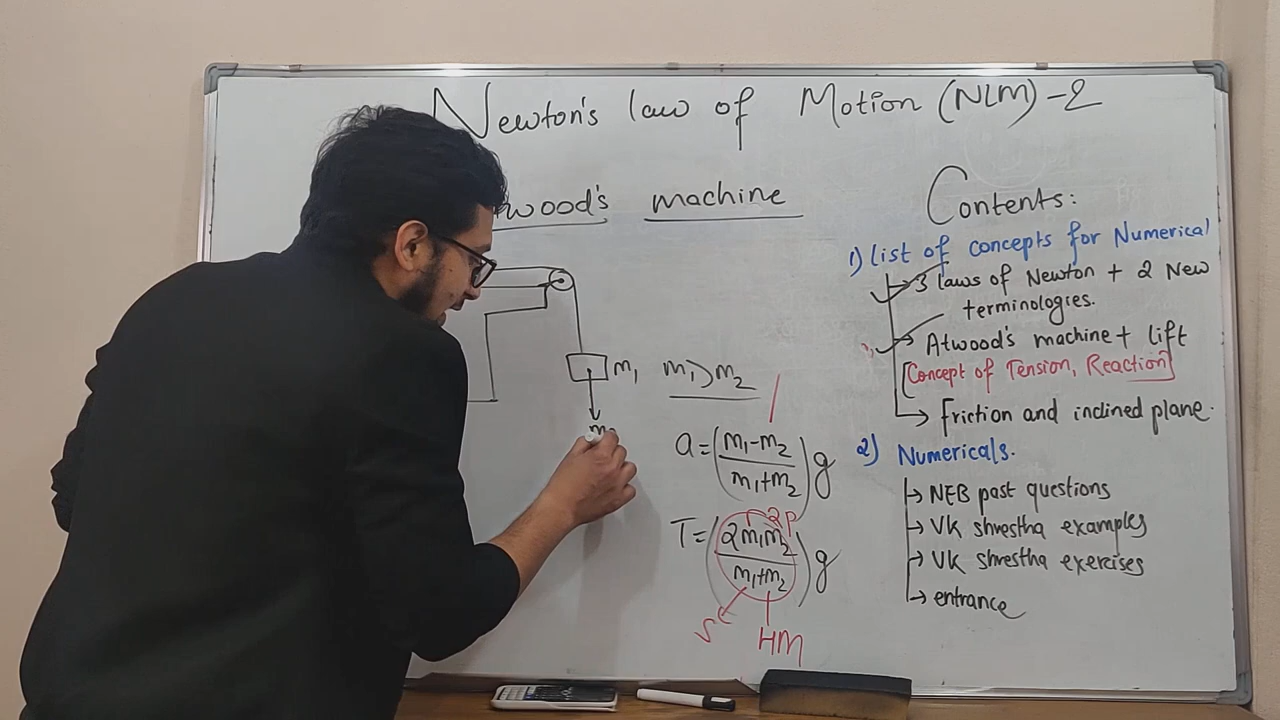 Newton's law of Motion (NLM)-2
wood's machine
m₁
m₁>m₂
a=(m₁-m₂/m₁+m₂)g
2P
T=(2m₁m₂/m₁+m₂)g
S
HM
Contents:
1) list of concepts for Numerical
→ 3 laws of Newton + 2 New
terminologies.
→ Atwood's machine + lift
[Concept of Tension, Reaction]
→ friction and inclined plane.
2) Numericals.
→ NEB past questions
→ VK shrestha examples
→ VK shrestha exercises
→ entrance